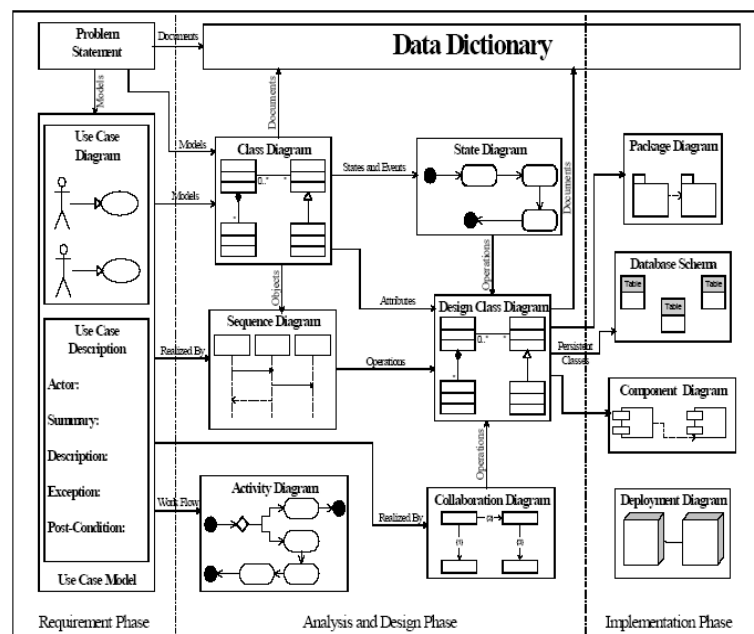 Problem
Statement
Documents
Data Dictionary
Models
Use Case
Diagram
Models
Models
Documents
Class Diagram
0..*
*
*
States and Events
State Diagram
Documents
Operations
Package Diagram
Database Schema
Table
Table
Table
Objects
Attributes
Design Class Diagram
0..*
*
*
Persistent
Classes
Use Case
Description
Actor:
Summary:
Description:
Exception:
Post-Condition:
Use Case Model
Realized By
Sequence Diagram
Operations
Component Diagram
Operations
Work Flow
Activity Diagram
Realized By
Collaboration Diagram
Deployment Diagram
Requirement Phase
Analysis and Design Phase
Implementation Phase